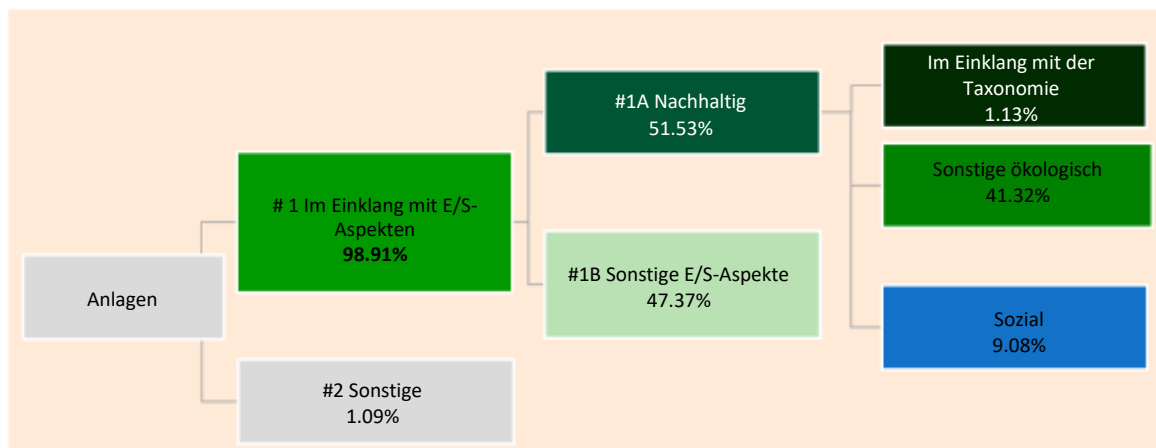 Anlagen
# 1 Im Einklang mit E/S-
Aspekten
98.91%
#2 Sonstige
1.09%
#1A Nachhaltig
51.53%
#1B Sonstige E/S-Aspekte
47.37%
Im Einklang mit der
Taxonomie
1.13%
Sonstige ökologisch
41.32%
Sozial
9.08%